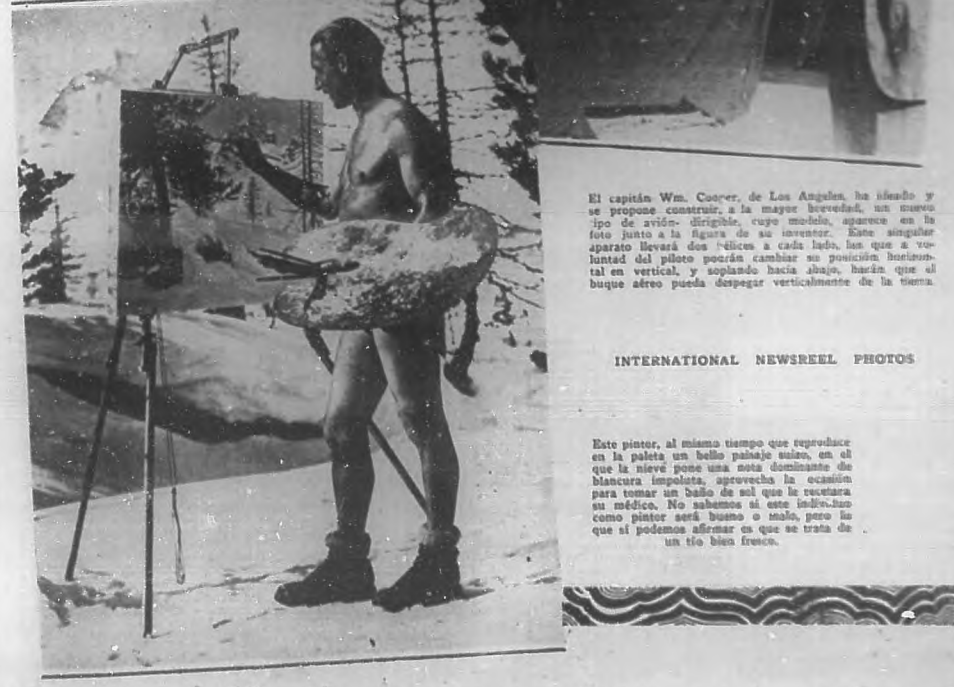 El capitán Wm. Cooper, de Los Angeles, ha ideado y
se propone construir, a la mayor brevedad, un nuevo
tipo de avión-dirigible, cuyo modelo, aparece en la
foto junto a la figura de su inventor. Este singular
aparato llevará dos hélices a cada lado, las que a vo-
luntad del piloto podrán cambiar su posición horizon-
tal en vertical, y soplando hacia abajo, harán que el
buque aéreo pueda despegar verticalmente de la tierra.
INTERNATIONAL NEWSREEL PHOTOS
Este pintor, al mismo tiempo que reproduce
en la paleta un bello paisaje suizo, en el
que la nieve pone una nota dominante de
blancura impoluta, aprovecha la ocasión
para tomar un baño de sol que le recetara
su médico. No sabemos si este individuo
como pintor será bueno o malo, pero lo
que sí podemos afirmar es que se trata de
un tío bien fresco.